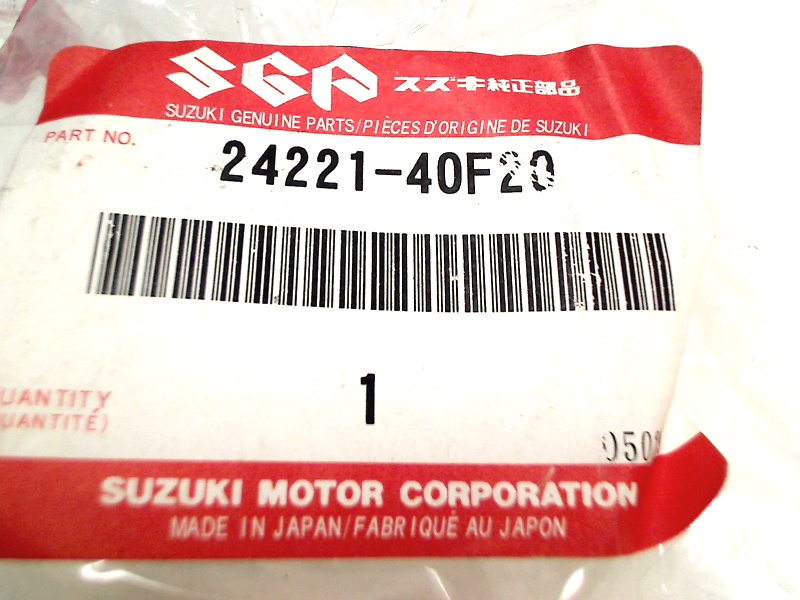 SGP スズキ純正部品
SUZUKI GENUINE PARTS/PIÈCES D'ORIGINE DE SUZUKI
PART NO.
24221-40F20
UANTITY
UANTITÉ)
1
SUZUKI MOTOR CORPORATION
MADE IN JAPAN/FABRIQUÉ AU JAPON